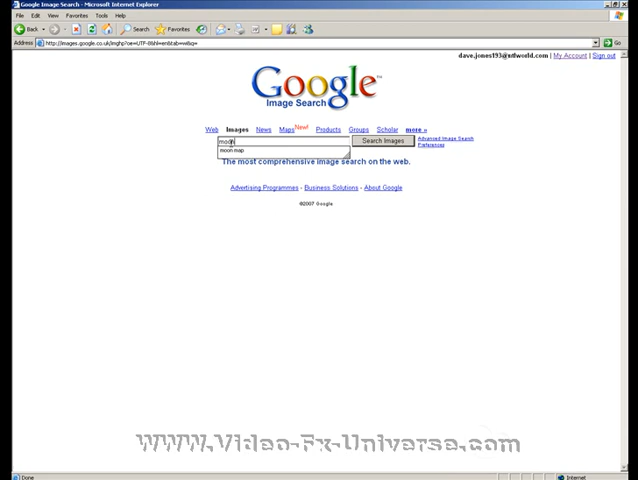 Google Image Search - Microsoft Internet Explorer
File Edit View Favorites Tools Help
Back Search Favorites
Address http://images.google.co.uk/imghp?oe=UTF-8&hl=en&tab=wi&q= Go
dave.jones193@ntlworld.com | My Account | Sign out
Google™
Image Search
Web Images News Maps New! Products Groups Scholar more »
moon Search Images Advanced Image Search
Preferences
moon map
The most comprehensive image search on the web.
Advertising Programmes - Business Solutions - About Google
©2007 Google
www.Video-Fx-Universe.com
Done Internet